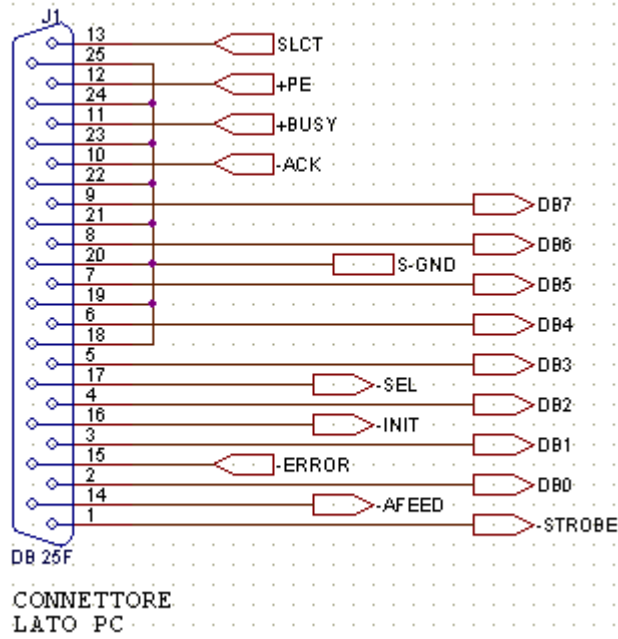 J1
13 SLCT
25
12 +PE
24
11 +BUSY
23
10 -ACK
22
9 DB7
21
8 DB6
20 S-GND
7 DB5
19
6 DB4
18
5 DB3
17 -SEL
4 DB2
16 -INIT
3 DB1
15 -ERROR
2 DB0
14 -AFEED
1 -STROBE
DB 25F
CONNETTORE
LATO PC